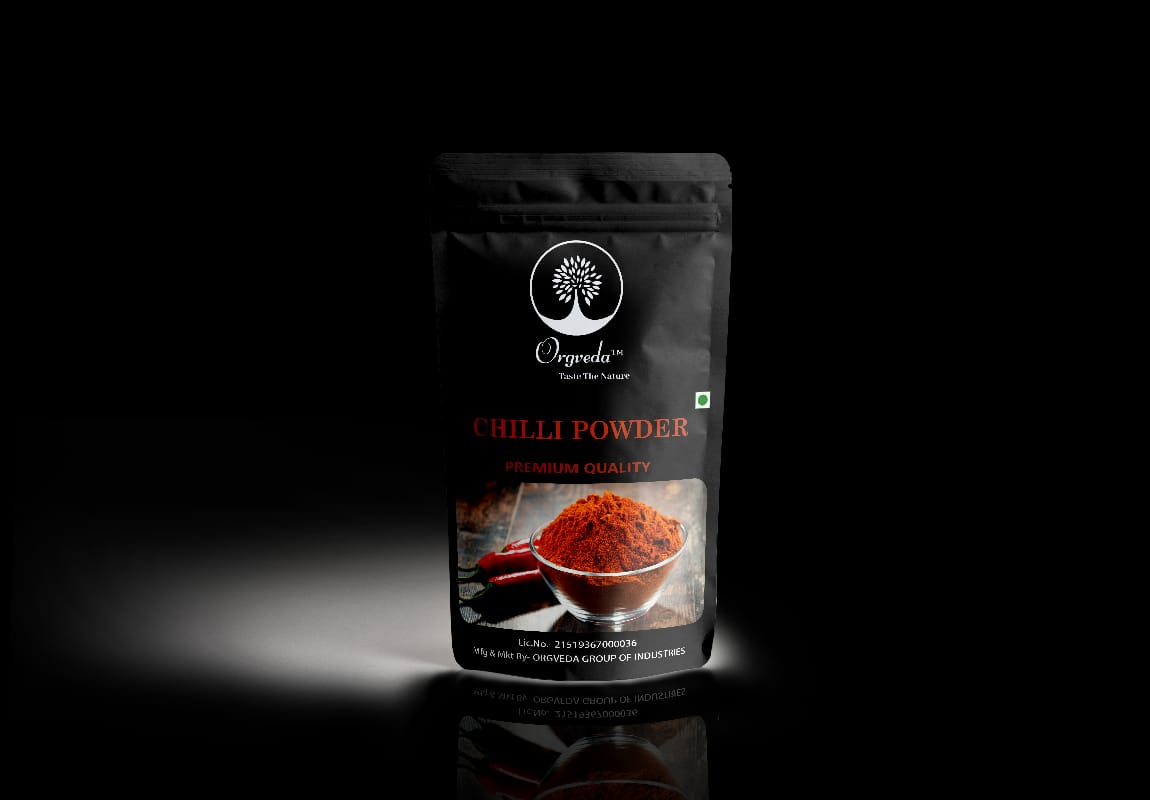 Orgveda™
Taste The Nature
CHILLI POWDER
PREMIUM QUALITY
Lic.No:- 21519367000036
Mfg & Mkt By- ORGVEDA GROUP OF INDUSTRIES